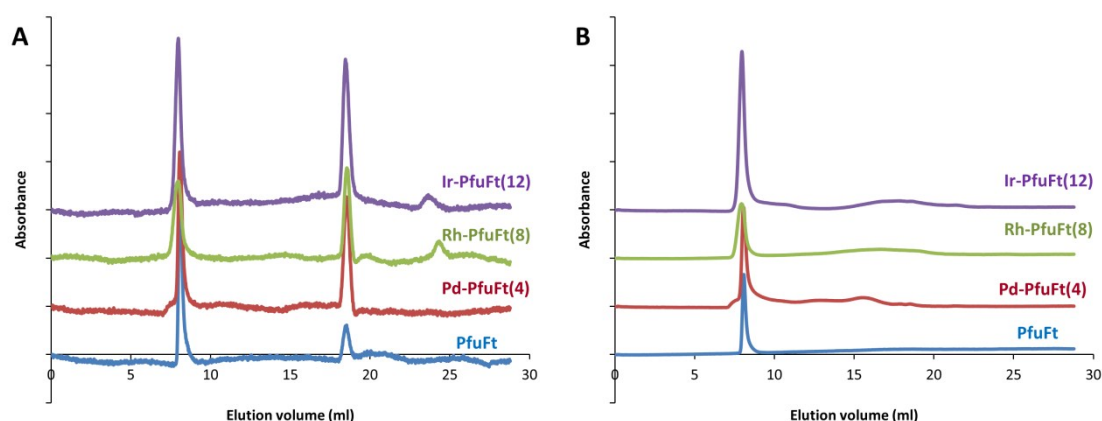 A
Absorbance
Ir-PfuFt(12)
Rh-PfuFt(8)
Pd-PfuFt(4)
PfuFt
0 5 10 15 20 25 30
Elution volume (ml)
B
Absorbance
Ir-PfuFt(12)
Rh-PfuFt(8)
Pd-PfuFt(4)
PfuFt
0 5 10 15 20 25 30
Elution volume (ml)